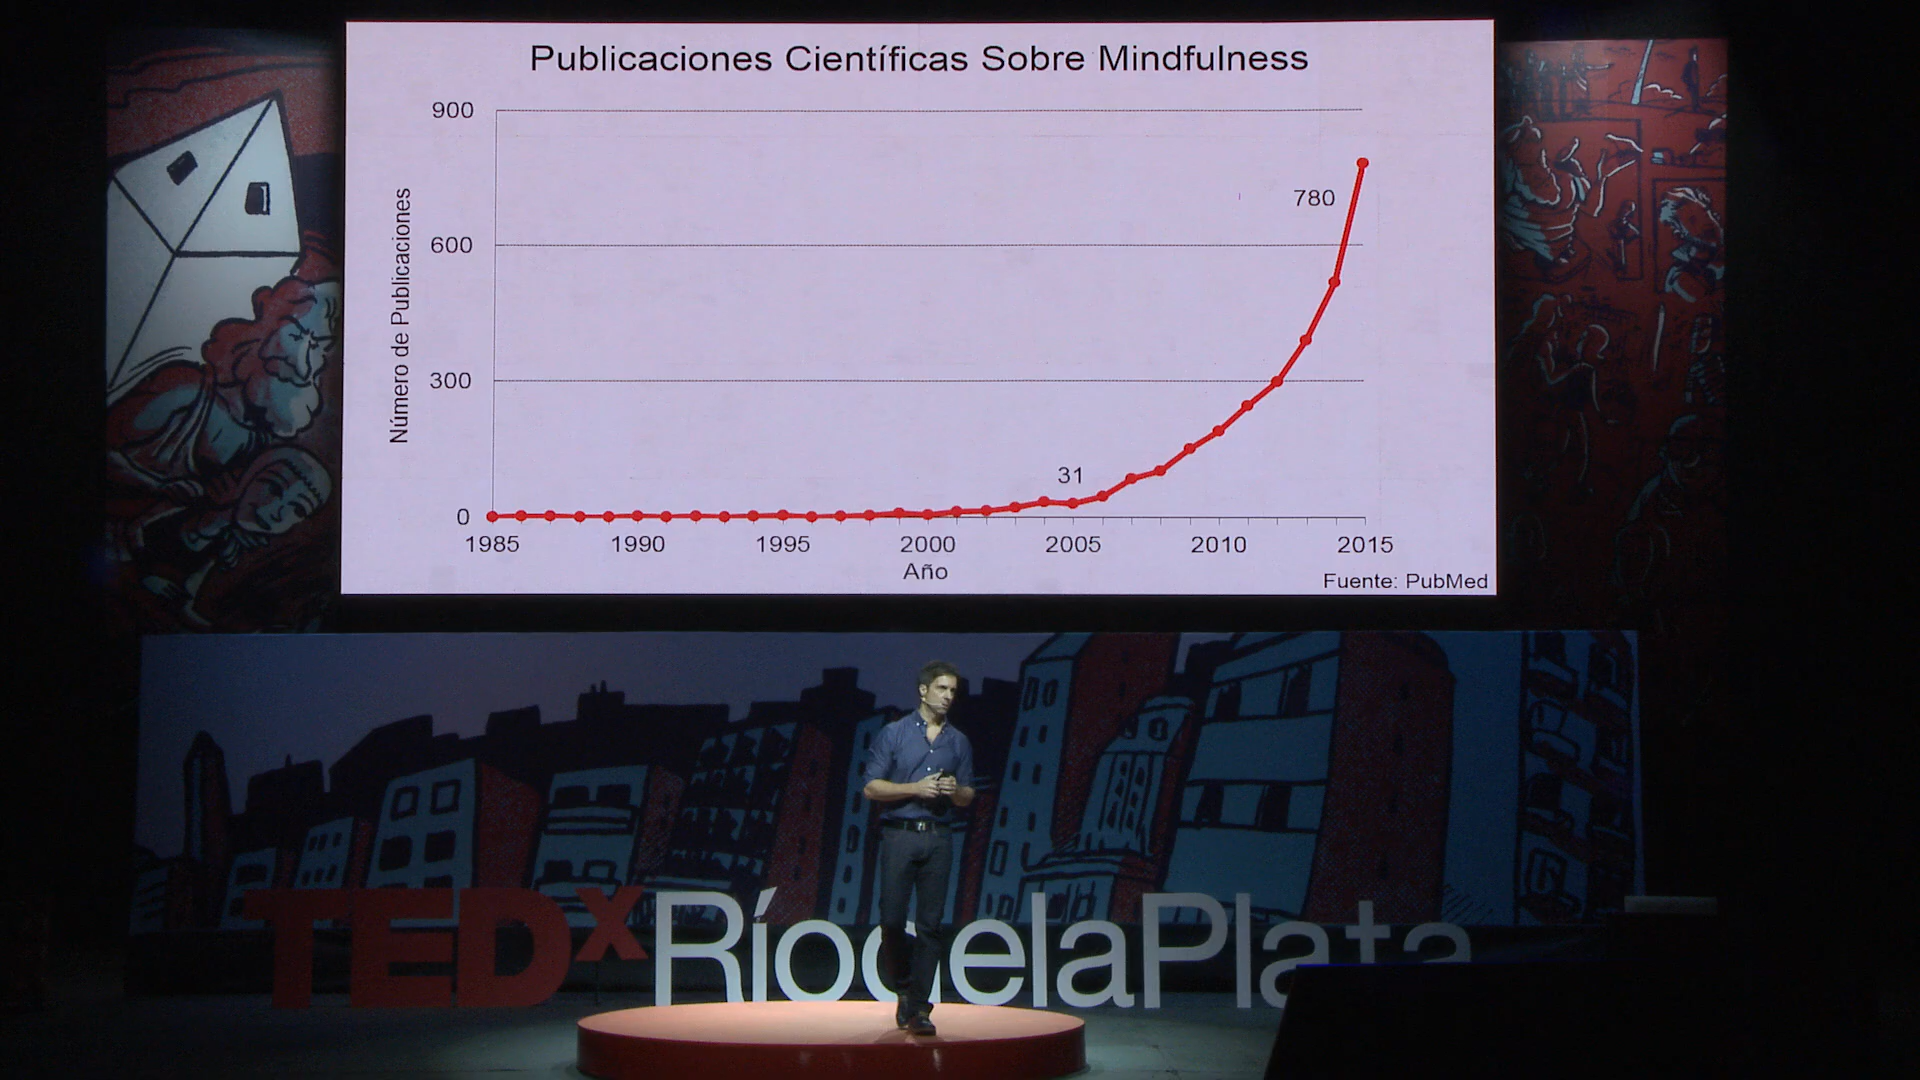 Publicaciones Científicas Sobre Mindfulness
Número de Publicaciones
900
600
300
0
780
31
1985 1990 1995 2000 2005 2010 2015
Año
Fuente: PubMed
TEDxRíodelaPlata